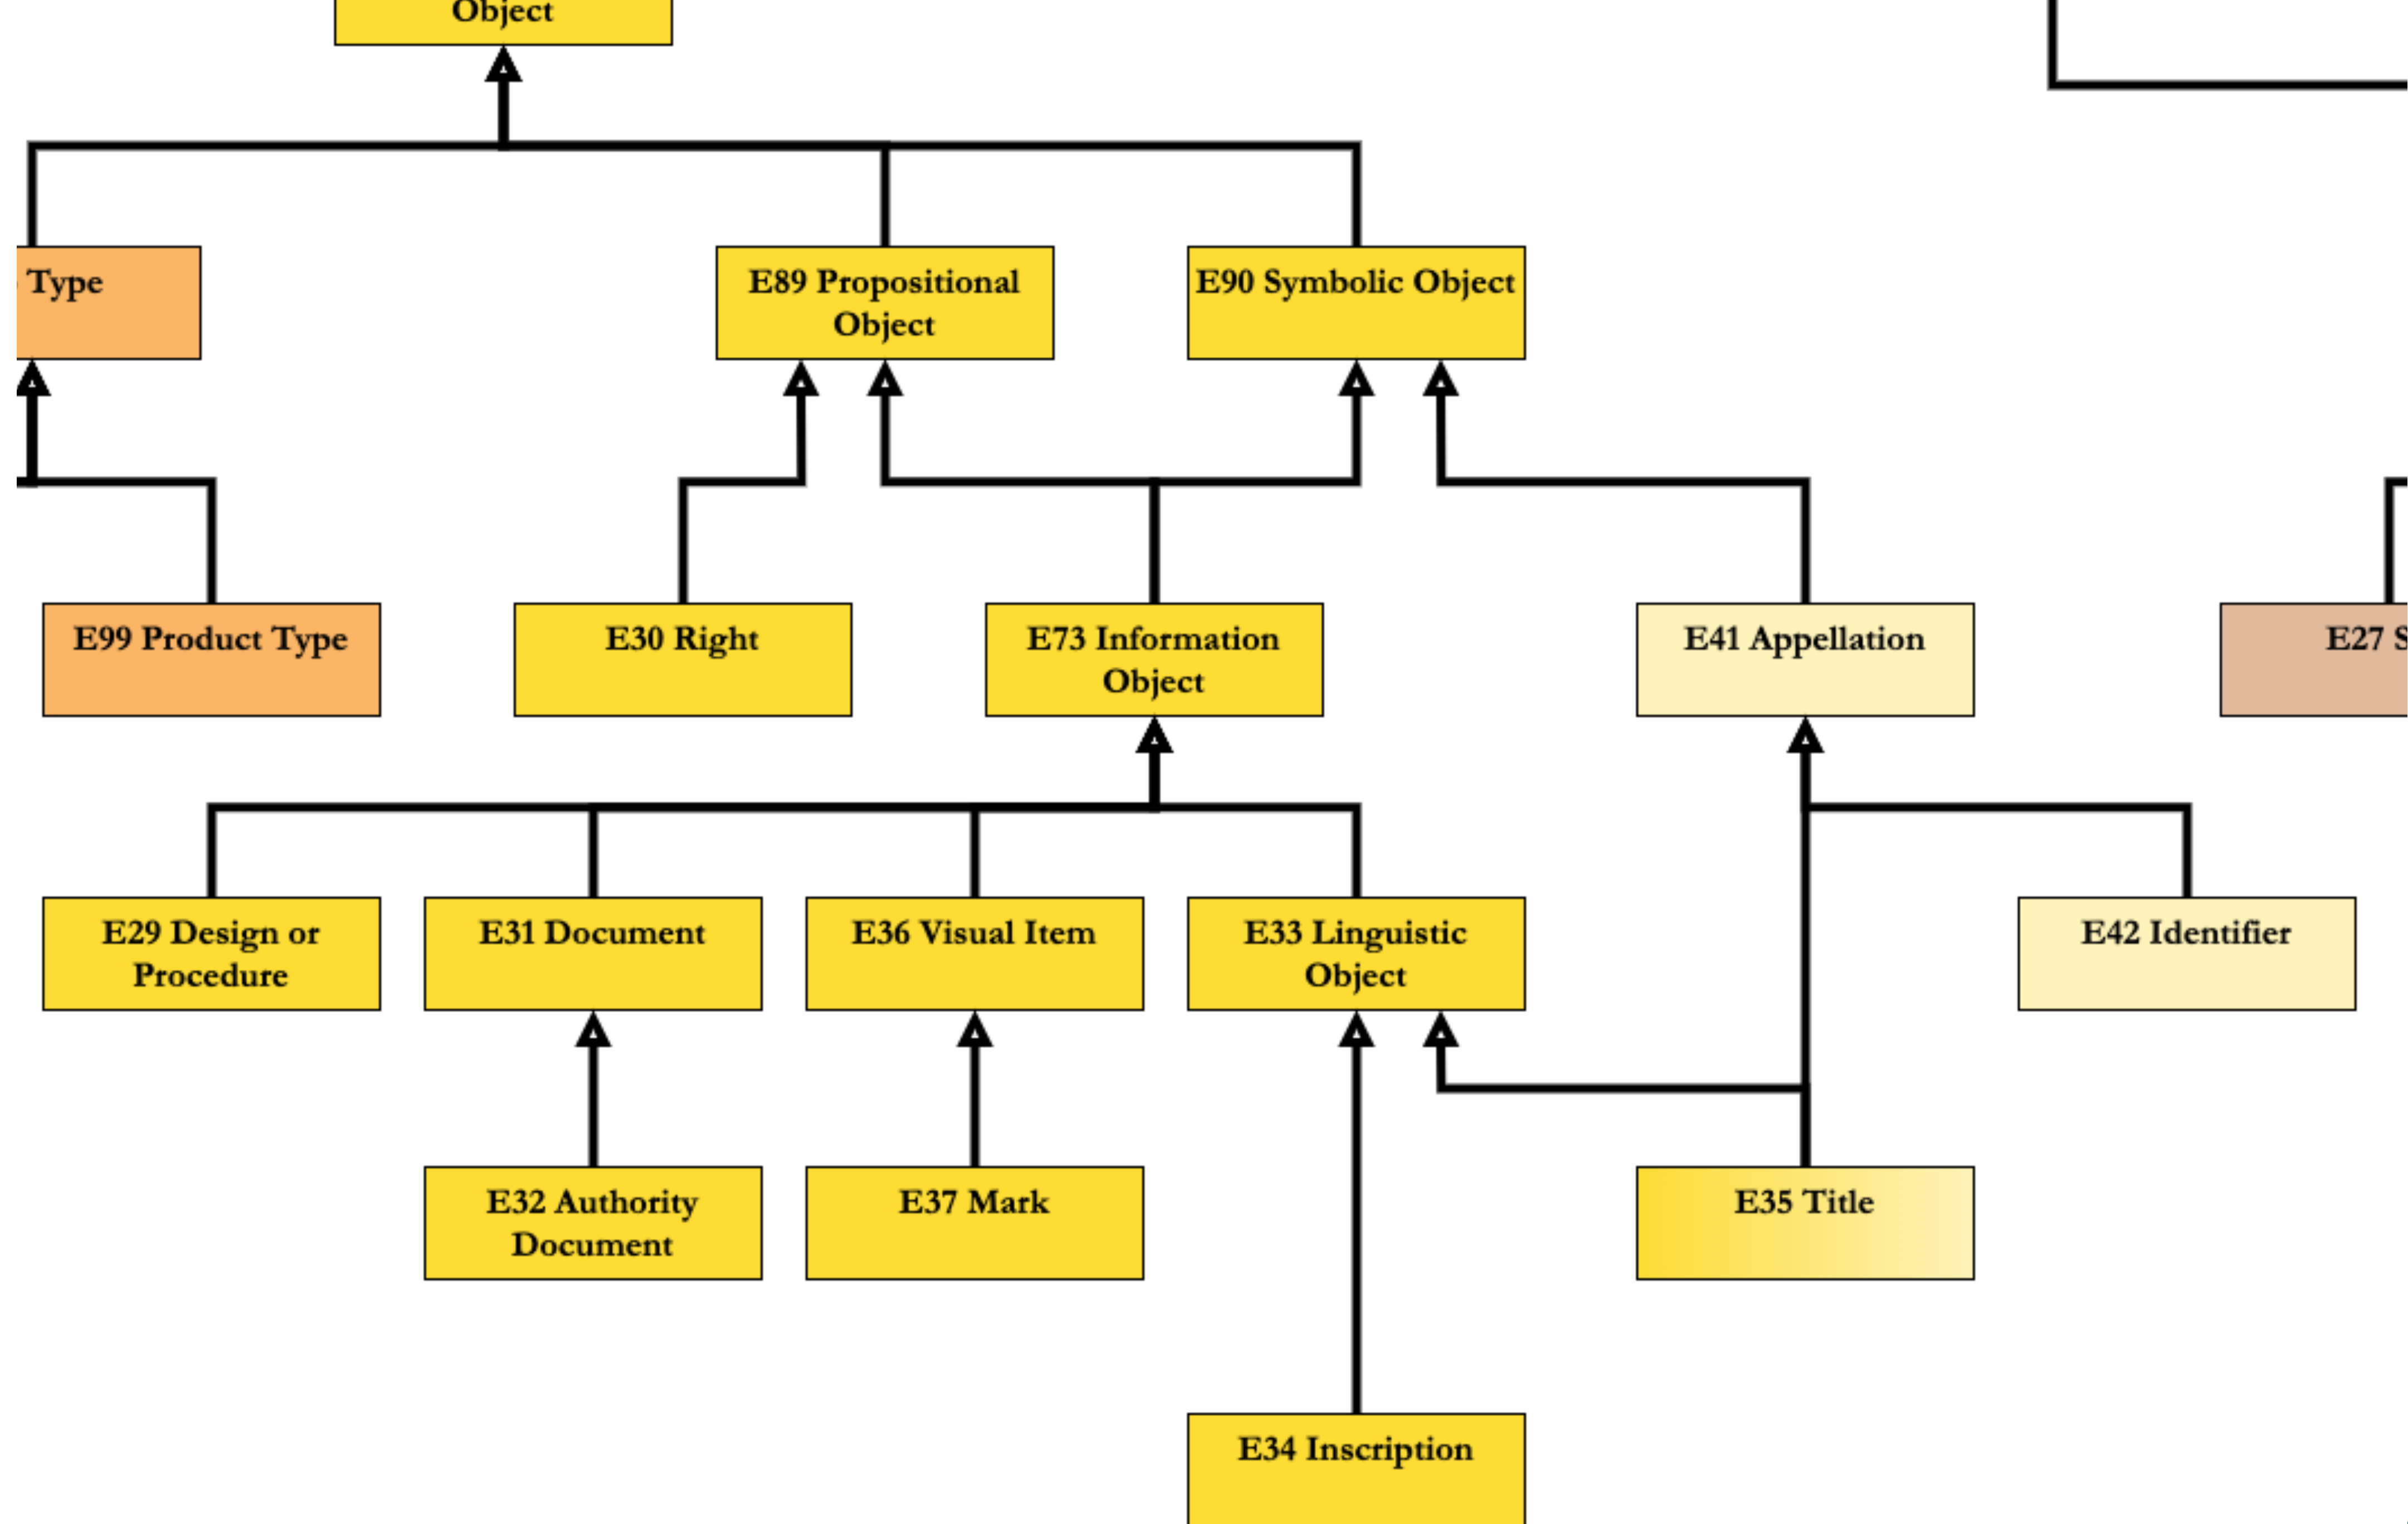 Object
Type
E89 Propositional
Object
E90 Symbolic Object
E99 Product Type
E30 Right
E73 Information
Object
E41 Appellation
E27 S
E29 Design or
Procedure
E31 Document
E36 Visual Item
E33 Linguistic
Object
E42 Identifier
E32 Authority
Document
E37 Mark
E35 Title
E34 Inscription